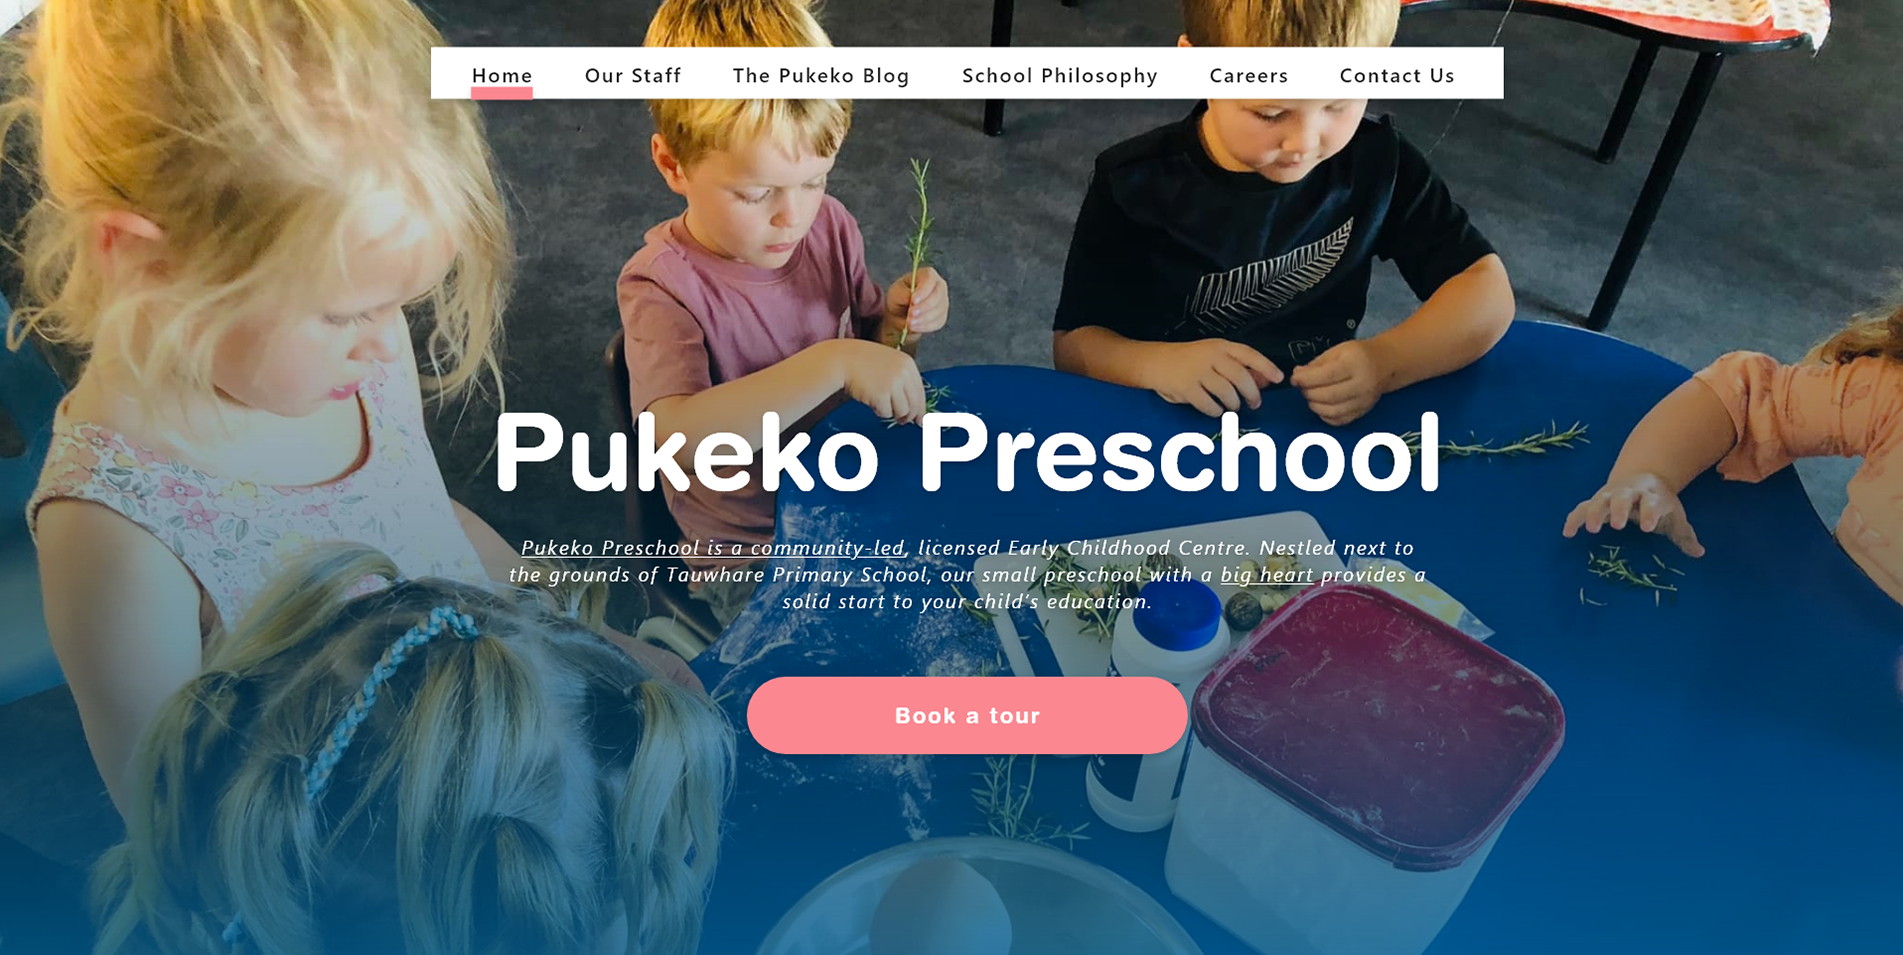 Home Our Staff The Pukeko Blog School Philosophy Careers Contact Us
Pukeko Preschool
Pukeko Preschool is a community-led, licensed Early Childhood Centre. Nestled next to
the grounds of Tauwhare Primary School, our small preschool with a big heart provides a
solid start to your child's education.
Book a tour